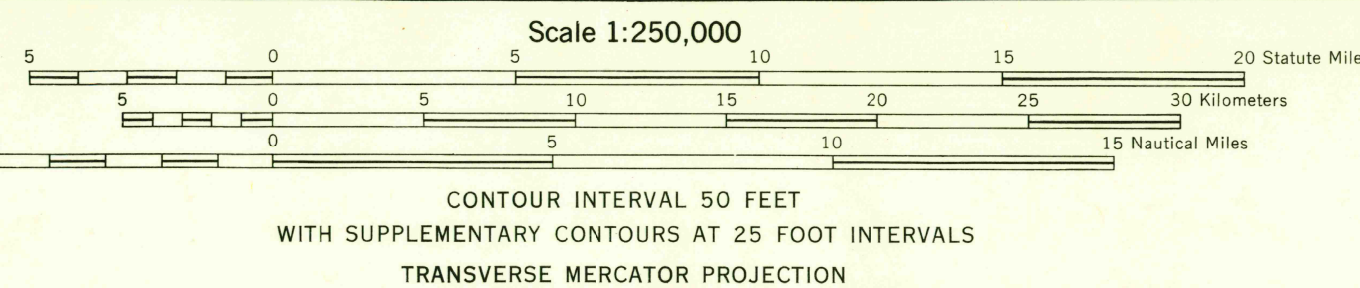 Scale 1:250,000
5 0 5 10 15 20 Statute Mile
5 0 5 10 15 20 25 30 Kilometers
0 5 10 15 Nautical Miles
CONTOUR INTERVAL 50 FEET
WITH SUPPLEMENTARY CONTOURS AT 25 FOOT INTERVALS
TRANSVERSE MERCATOR PROJECTION